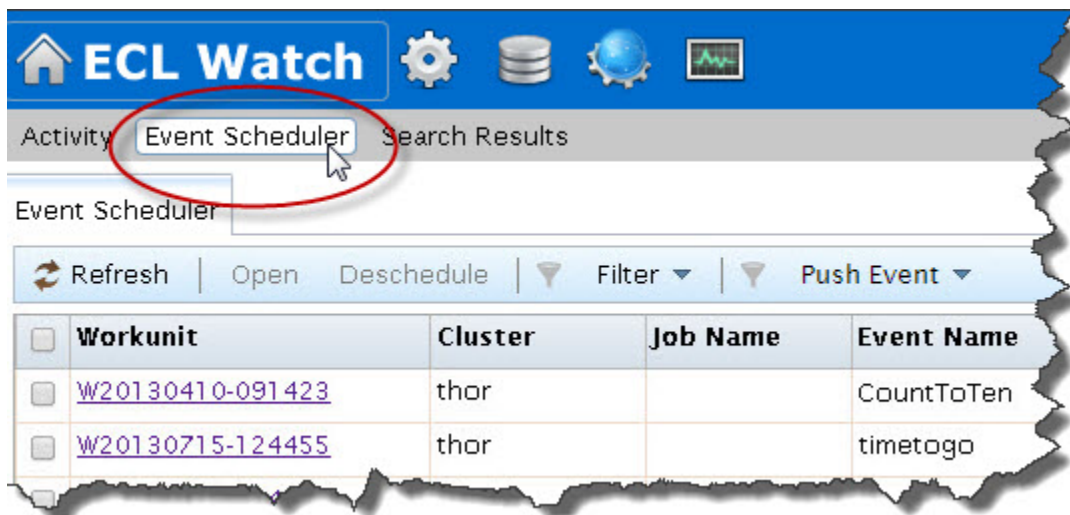 ECL Watch
Activity Event Scheduler Search Results
Event Scheduler
Refresh Open Deschedule Filter Push Event
Workunit Cluster Job Name Event Name
W20130410-091423 thor CountToTen
W20130715-124455 thor timetogo